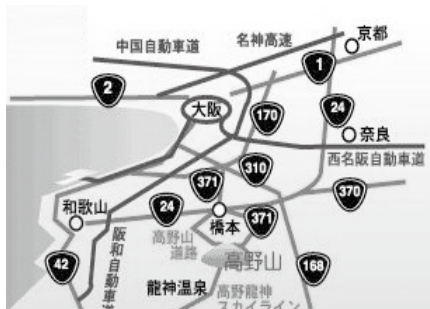 京都
中国自動車道
名神高速
1
2
大阪
170
24
奈良
西名阪自動車道
310
371
370
和歌山
24
橋本
371
高野山
道路
阪和自動車道
高野山
42
168
龍神温泉
高野龍神
スカイライン